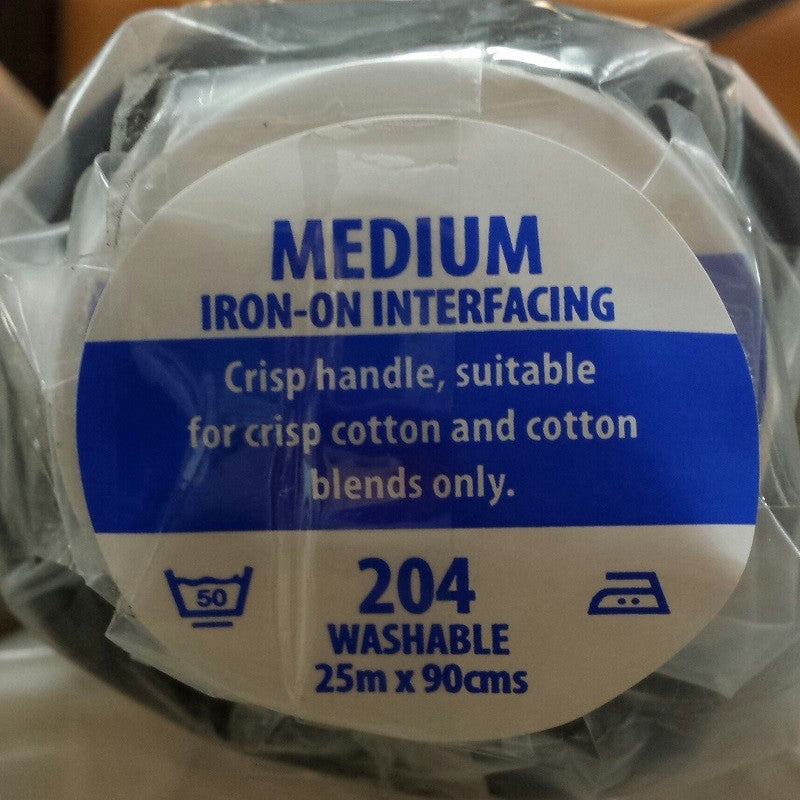 MEDIUM
IRON-ON INTERFACING
Crisp handle, suitable
for crisp cotton and cotton
blends only.
50
204
WASHABLE
25m x 90cms